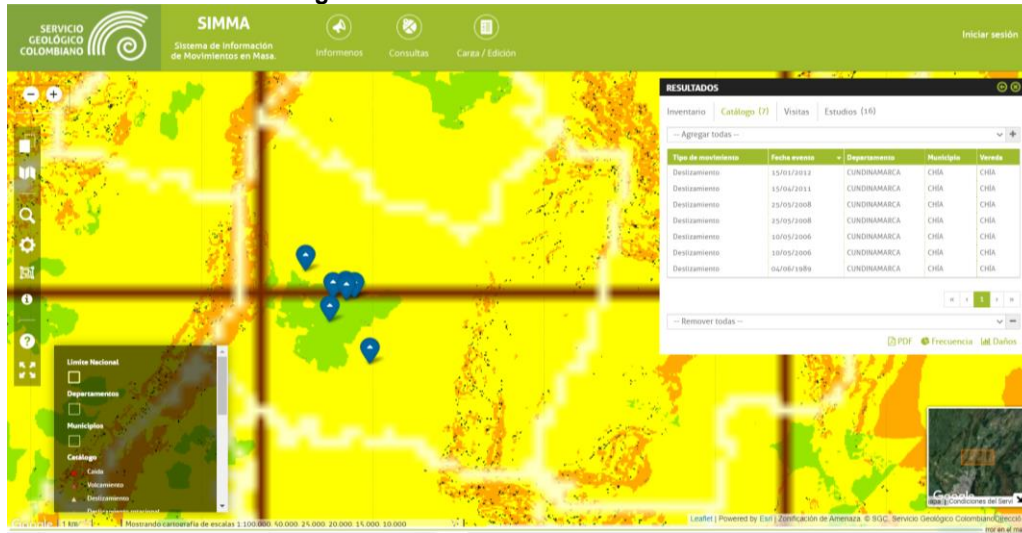 SERVICIO
GEOLÓGICO
COLOMBIANO
SIMMA
Sistema de Información
de Movimientos en Masa.
Infórmenos
Consultas
Carga / Edición
Iniciar sesión
RESULTADOS
Inventario Catálogo (7) Visitas Estudios (16)
-- Agregar todas --
Tipo de movimiento Fecha evento Departamento Municipio Vereda
Deslizamiento 15/01/2012 CUNDINAMARCA CHÍA CHÍA
Deslizamiento 15/04/2011 CUNDINAMARCA CHÍA CHÍA
Deslizamiento 25/05/2008 CUNDINAMARCA CHÍA CHÍA
Deslizamiento 25/05/2008 CUNDINAMARCA CHÍA CHÍA
Deslizamiento 10/05/2006 CUNDINAMARCA CHÍA CHÍA
Deslizamiento 10/05/2006 CUNDINAMARCA CHÍA CHÍA
Deslizamiento 04/06/1989 CUNDINAMARCA CHÍA CHÍA
« ‹ 1 › »
-- Remover todas --
PDF Frecuencia Daños
Limite Nacional
Departamentos
Municipios
Catálogo
Caida
Volcamiento
Deslizamiento
Deslizamiento rotacional
Google
1 km
Mostrando cartografía de escalas 1:100.000, 50.000, 25.000, 20.000, 15.000, 10.000
Google
Condiciones del Servi
Leaflet | Powered by Esri | Zonificación de Amenaza. © SGC. Servicio Geológico Colombiano